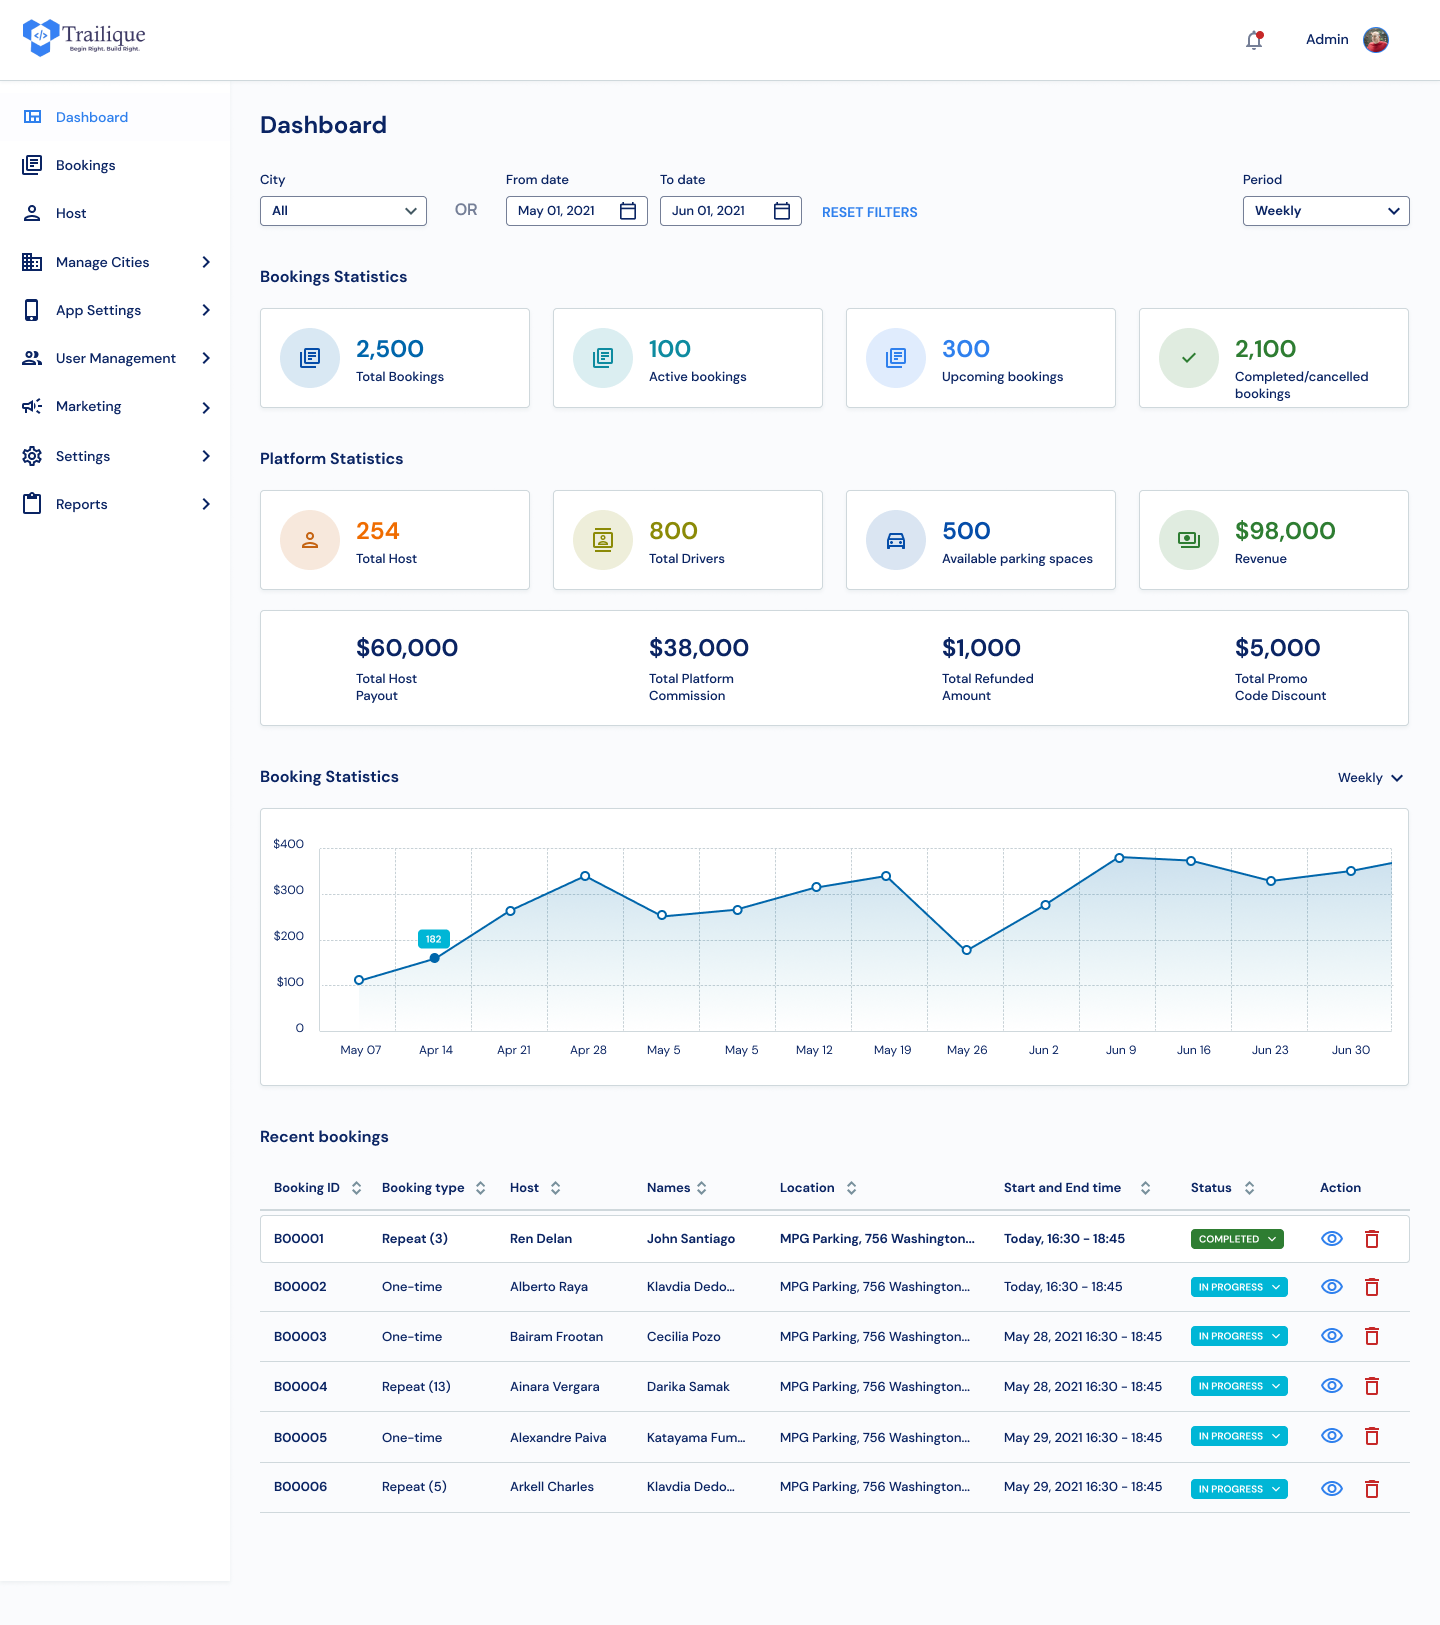 </> Trailique
Begin Right. Build Right.
Admin
Dashboard
Bookings
Host
Manage Cities
App Settings
User Management
Marketing
Settings
Reports
Dashboard
City
From date
To date
Period
All
OR
May 01, 2021
Jun 01, 2021
RESET FILTERS
Weekly
Bookings Statistics
2,500
Total Bookings
100
Active bookings
300
Upcoming bookings
2,100
Completed/cancelled
bookings
Platform Statistics
254
Total Host
800
Total Drivers
500
Available parking spaces
$98,000
Revenue
$60,000
Total Host
Payout
$38,000
Total Platform
Commission
$1,000
Total Refunded
Amount
$5,000
Total Promo
Code Discount
Booking Statistics
Weekly
$400
$300
$200
$100
0
182
May 07 Apr 14 Apr 21 Apr 28 May 5 May 5 May 12 May 19 May 26 Jun 2 Jun 9 Jun 16 Jun 23 Jun 30
Recent bookings
Booking ID Booking type Host Names Location Start and End time Status Action
B00001 Repeat (3) Ren Delan John Santiago MPG Parking, 756 Washington... Today, 16:30 - 18:45 COMPLETED
B00002 One-time Alberto Raya Klavdia Dedo... MPG Parking, 756 Washington... Today, 16:30 - 18:45 IN PROGRESS
B00003 One-time Bairam Frootan Cecilia Pozo MPG Parking, 756 Washington... May 28, 2021 16:30 - 18:45 IN PROGRESS
B00004 Repeat (13) Ainara Vergara Darika Samak MPG Parking, 756 Washington... May 28, 2021 16:30 - 18:45 IN PROGRESS
B00005 One-time Alexandre Paiva Katayama Fum... MPG Parking, 756 Washington... May 29, 2021 16:30 - 18:45 IN PROGRESS
B00006 Repeat (5) Arkell Charles Klavdia Dedo... MPG Parking, 756 Washington... May 29, 2021 16:30 - 18:45 IN PROGRESS